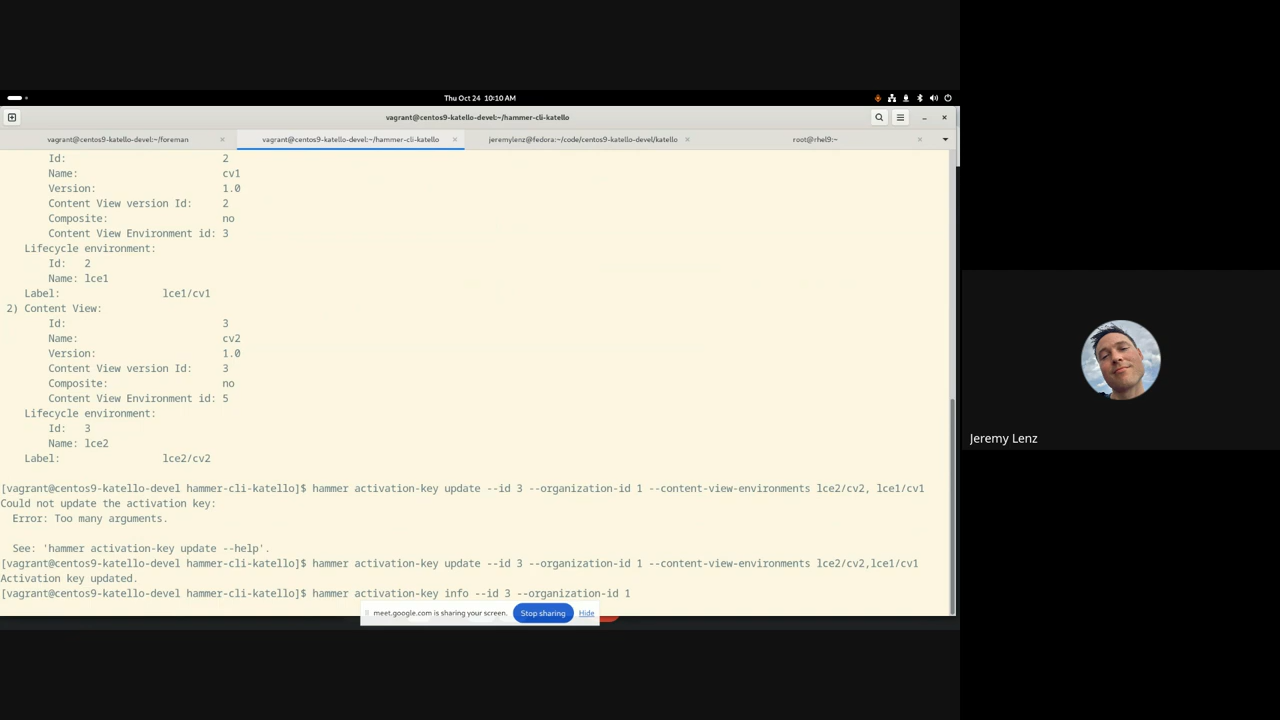 Thu Oct 24 10:10 AM
vagrant@centos9-katello-devel:~/hammer-cli-katello
vagrant@centos9-katello-devel:~/foreman × vagrant@centos9-katello-devel:~/hammer-cli-katello × jeremylenz@fedora:~/code/centos9-devel/katello × root@rhel9:~ ×
Id: 2
Name: cv1
Version: 1.0
Content View version Id: 2
Composite: no
Content View Environment id: 3
Lifecycle environment:
Id: 2
Name: lce1
Label: lce1/cv1
2) Content View:
Id: 3
Name: cv2
Version: 1.0
Content View version Id: 3
Composite: no
Content View Environment id: 5
Lifecycle environment:
Id: 3
Name: lce2
Label: lce2/cv2
[vagrant@centos9-katello-devel hammer-cli-katello]$ hammer activation-key update --id 3 --organization-id 1 --content-view-environments lce2/cv2, lce1/cv1
Could not update the activation key:
Error: Too many arguments.
See: 'hammer activation-key update --help'.
[vagrant@centos9-katello-devel hammer-cli-katello]$ hammer activation-key update --id 3 --organization-id 1 --content-view-environments lce2/cv2,lce1/cv1
Activation key updated.
[vagrant@centos9-katello-devel hammer-cli-katello]$ hammer activation-key info --id 3 --organization-id 1
meet.google.com is sharing your screen. Stop sharing Hide
Jeremy Lenz